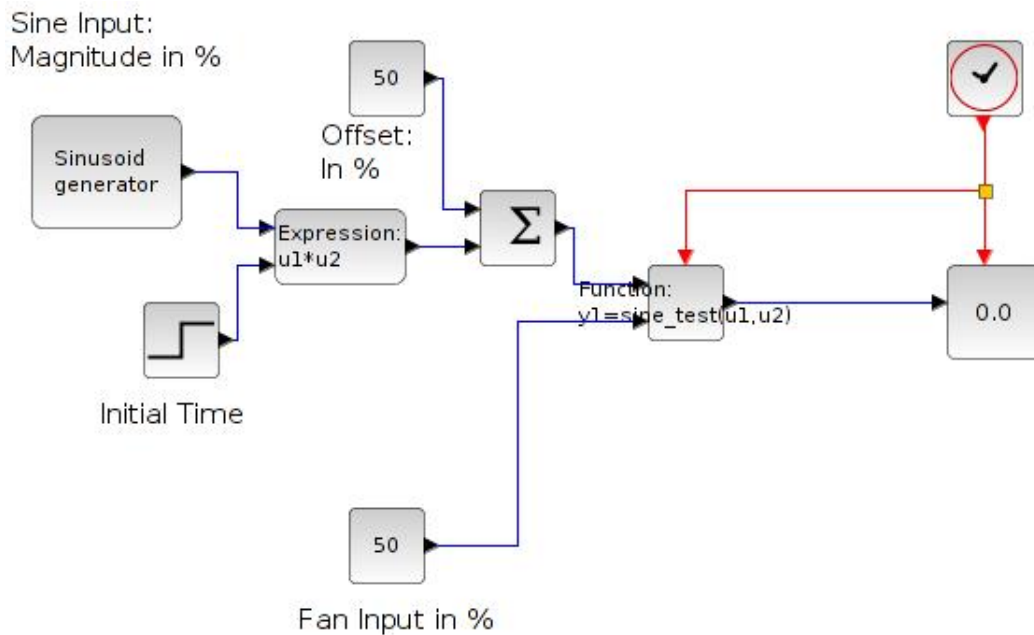 Sine Input:
Magnitude in %
50
Offset:
In %
Sinusoid
generator
Expression:
u1*u2
Σ
Function:
y1=sine_test(u1,u2)
0.0
Initial Time
50
Fan Input in %